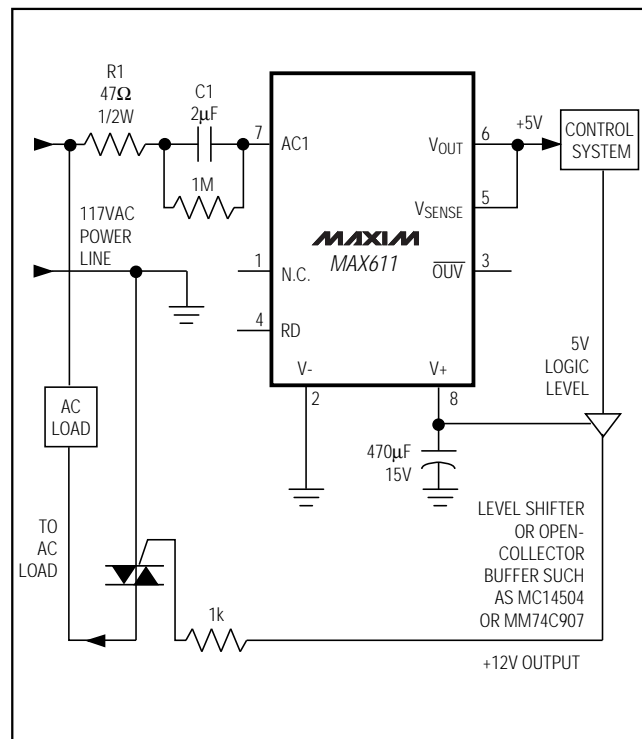 R1
47Ω
1/2W
C1
2µF
1M
117VAC
POWER
LINE
7
AC1
1
N.C.
4
RD
V-
2
V+
8
MAXIM
MAX611
VOUT
6
VSENSE
5
OUV
3
+5V
CONTROL
SYSTEM
5V
LOGIC
LEVEL
470µF
15V
AC
LOAD
TO
AC
LOAD
1k
LEVEL SHIFTER
OR OPEN-
COLLECTOR
BUFFER SUCH
AS MC14504
OR MM74C907
+12V OUTPUT